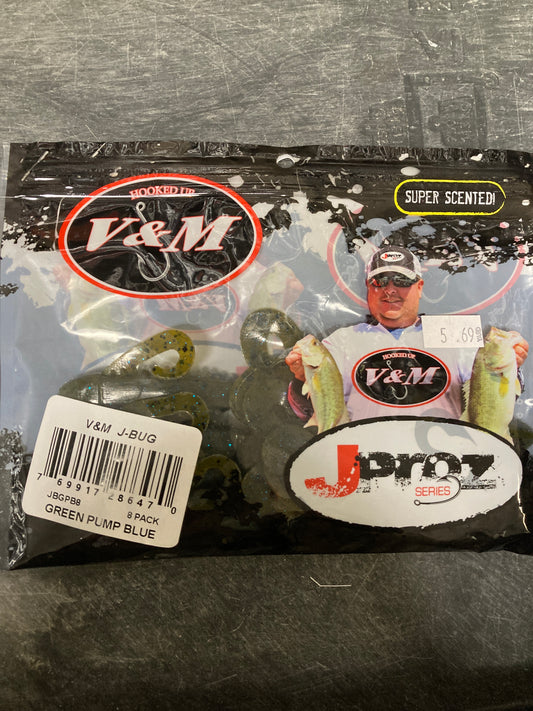 HOOKED UP
V&M
SUPER SCENTED!
JProz
5.69
HOOKED UP
V&M
JProz
SERIES
V&M J-BUG
7 69917 28647 0
JBGPB8
8 PACK
GREEN PUMP BLUE